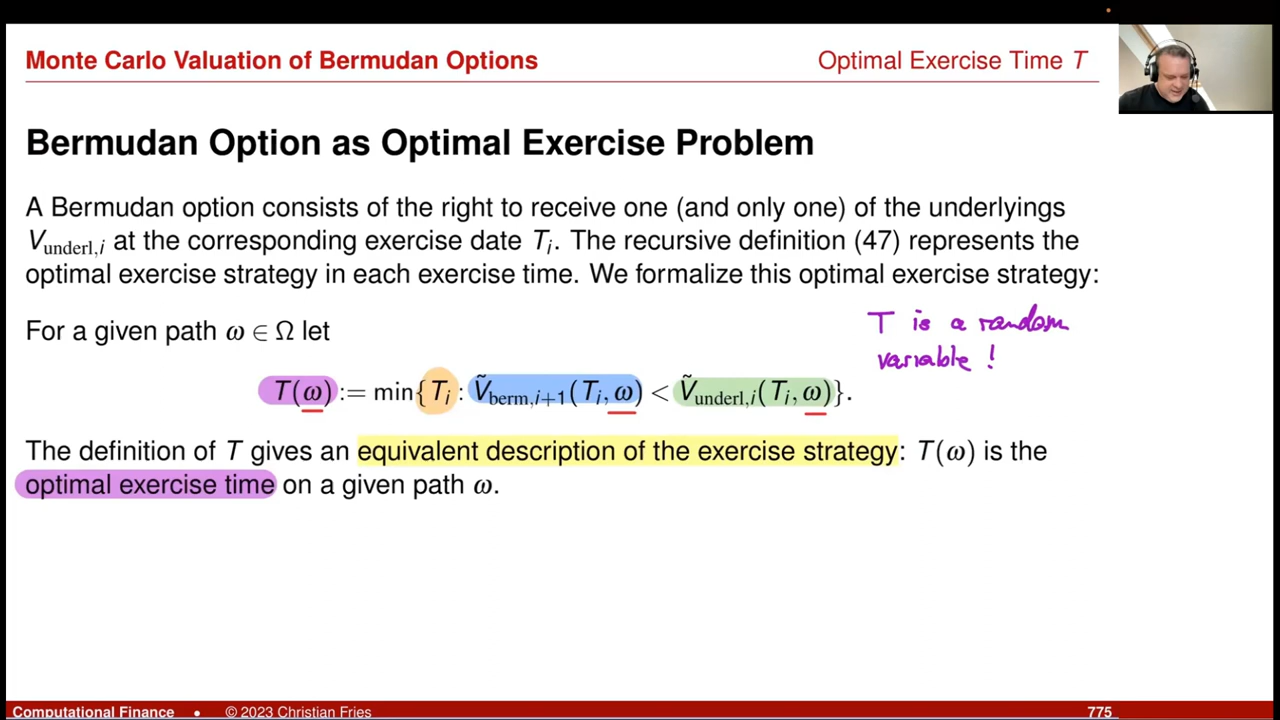 Monte Carlo Valuation of Bermudan Options
Optimal Exercise Time T
Bermudan Option as Optimal Exercise Problem
A Bermudan option consists of the right to receive one (and only one) of the underlyings
V_underl,i at the corresponding exercise date T_i. The recursive definition (47) represents the
optimal exercise strategy in each exercise time. We formalize this optimal exercise strategy:
For a given path ω ∈ Ω let
T is a random
variable !
T(ω) := min{T_i : Ṽ_berm,i+1(T_i, ω) < Ṽ_underl,i(T_i, ω)}.
The definition of T gives an equivalent description of the exercise strategy: T(ω) is the
optimal exercise time on a given path ω.
Computational Finance • © 2023 Christian Fries
775